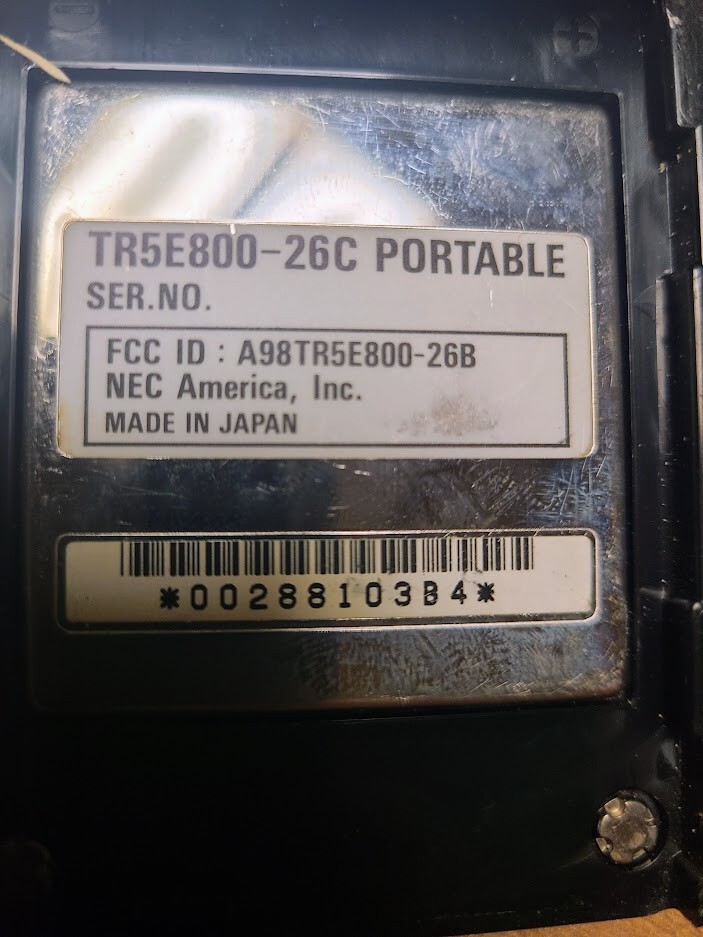 TR5E800-26C PORTABLE
SER.NO.
FCC ID : A98TR5E800-26B
NEC America, Inc.
MADE IN JAPAN
*00288103B4*